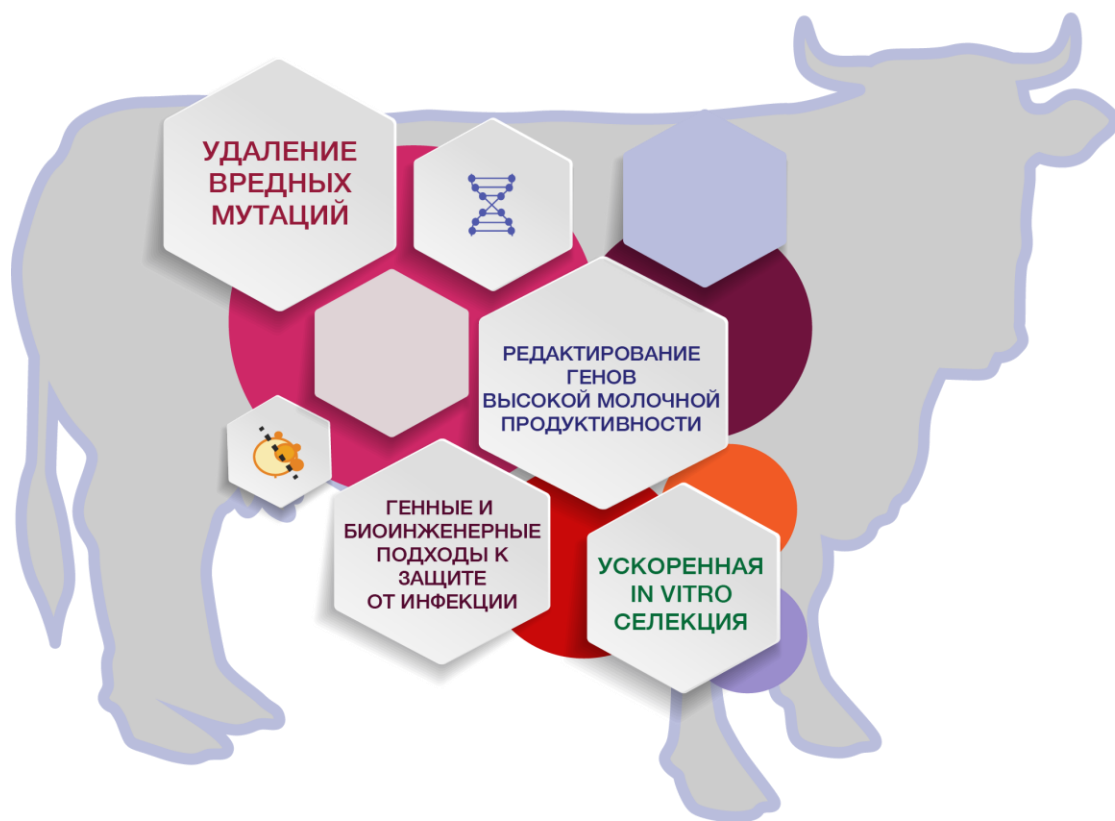 УДАЛЕНИЕ
ВРЕДНЫХ
МУТАЦИЙ
РЕДАКТИРОВАНИЕ
ГЕНОВ
ВЫСОКОЙ МОЛОЧНОЙ
ПРОДУКТИВНОСТИ
ГЕННЫЕ И
БИОИНЖЕНЕРНЫЕ
ПОДХОДЫ К
ЗАЩИТЕ
ОТ ИНФЕКЦИИ
УСКОРЕННАЯ
IN VITRO
СЕЛЕКЦИЯ